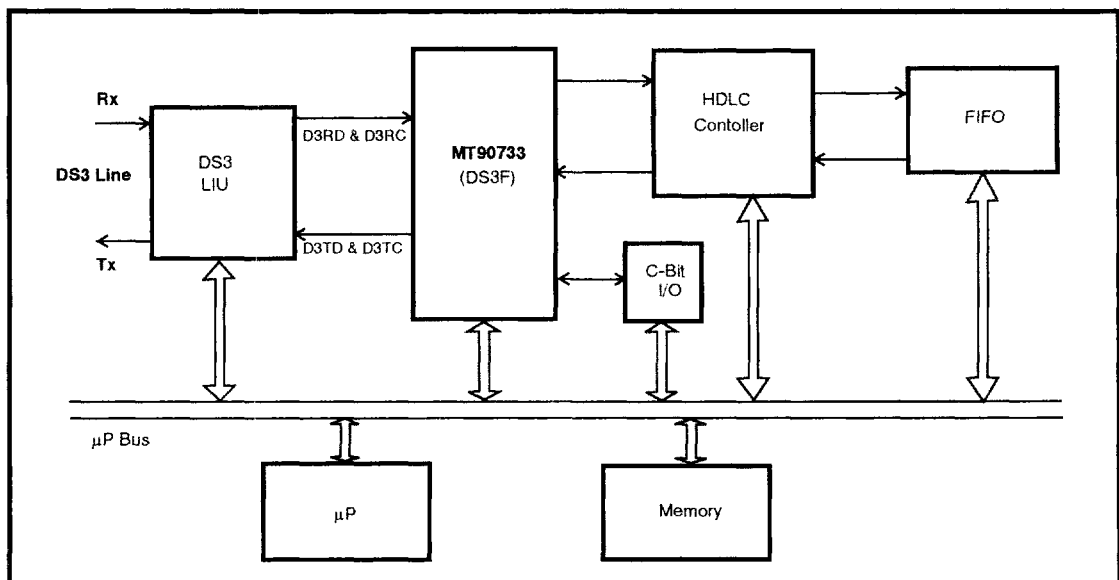 Rx
DS3 Line
Tx
DS3
LIU
D3RD & D3RC
D3TD & D3TC
MT90733
(DS3F)
HDLC
Contoller
FIFO
C-Bit
I/O
µP Bus
µP
Memory